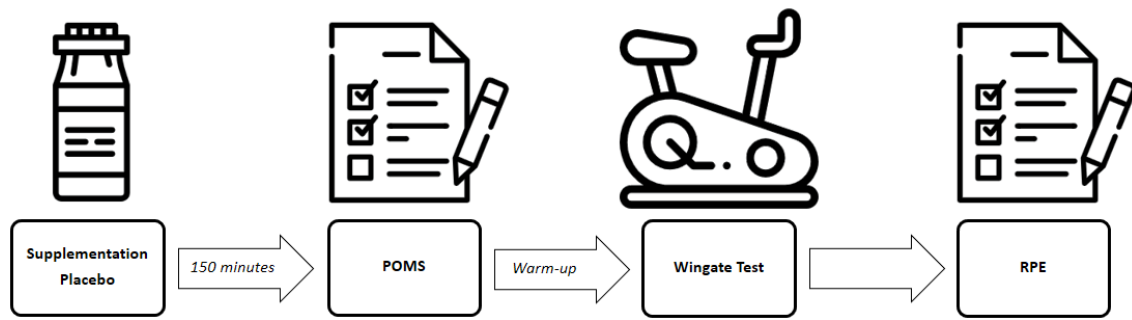 Supplementation
Placebo
150 minutes
POMS
Warm-up
Wingate Test
RPE